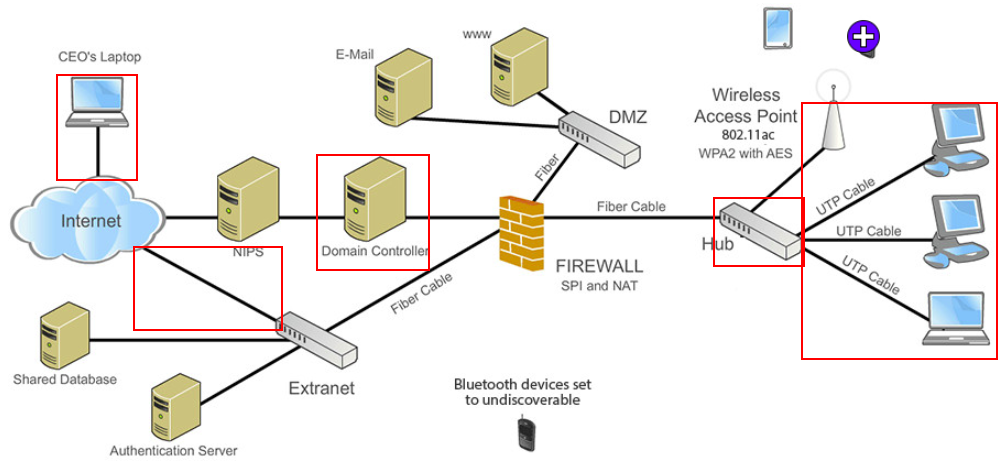 CEO's Laptop
Internet
NIPS
Domain Controller
E-Mail
www
DMZ
Fiber
FIREWALL
SPI and NAT
Fiber Cable
Fiber Cable
Wireless
Access Point
802.11ac
WPA2 with AES
Hub
UTP Cable
UTP Cable
UTP Cable
Shared Database
Authentication Server
Extranet
Bluetooth devices set
to undiscoverable